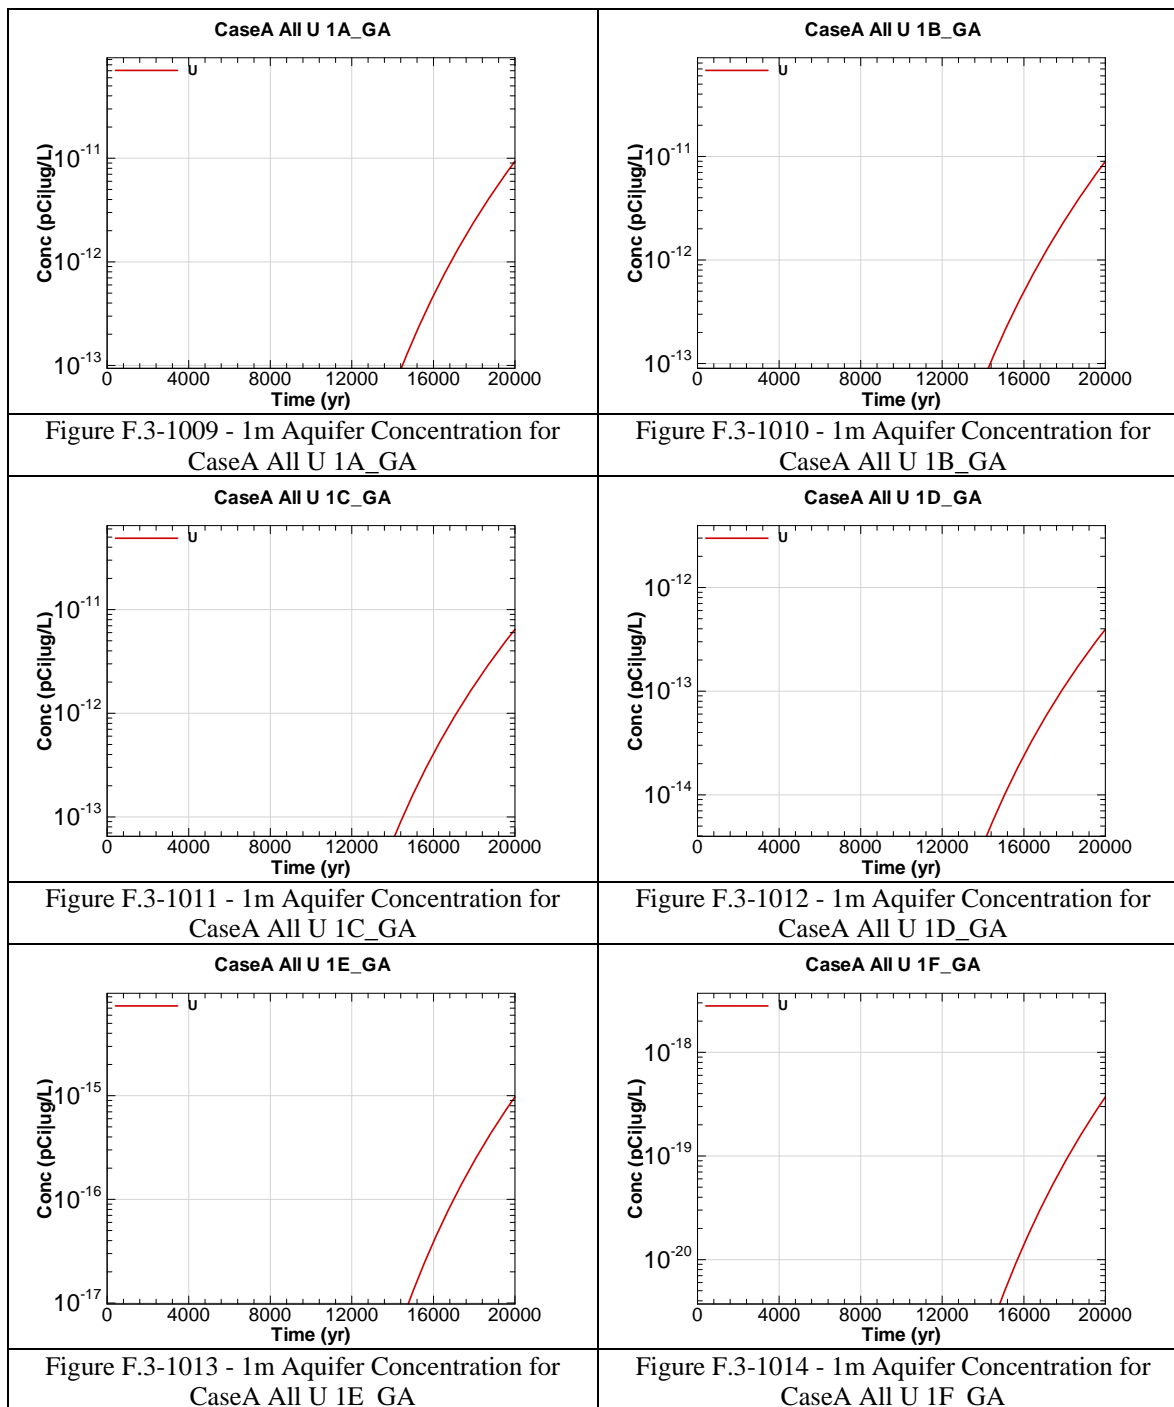 CaseA All U 1A_GA
U
Conc (pCi|ug/L)
10-11
10-12
10-13
0 4000 8000 12000 16000 20000
Time (yr)
Figure F.3-1009 - 1m Aquifer Concentration for
CaseA All U 1A_GA
CaseA All U 1B_GA
U
Conc (pCi|ug/L)
10-11
10-12
10-13
0 4000 8000 12000 16000 20000
Time (yr)
Figure F.3-1010 - 1m Aquifer Concentration for
CaseA All U 1B_GA
CaseA All U 1C_GA
U
Conc (pCi|ug/L)
10-11
10-12
10-13
0 4000 8000 12000 16000 20000
Time (yr)
Figure F.3-1011 - 1m Aquifer Concentration for
CaseA All U 1C_GA
CaseA All U 1D_GA
U
Conc (pCi|ug/L)
10-12
10-13
10-14
0 4000 8000 12000 16000 20000
Time (yr)
Figure F.3-1012 - 1m Aquifer Concentration for
CaseA All U 1D_GA
CaseA All U 1E_GA
U
Conc (pCi|ug/L)
10-15
10-16
10-17
0 4000 8000 12000 16000 20000
Time (yr)
Figure F.3-1013 - 1m Aquifer Concentration for
CaseA All U 1E_GA
CaseA All U 1F_GA
U
Conc (pCi|ug/L)
10-18
10-19
10-20
0 4000 8000 12000 16000 20000
Time (yr)
Figure F.3-1014 - 1m Aquifer Concentration for
CaseA All U 1F_GA